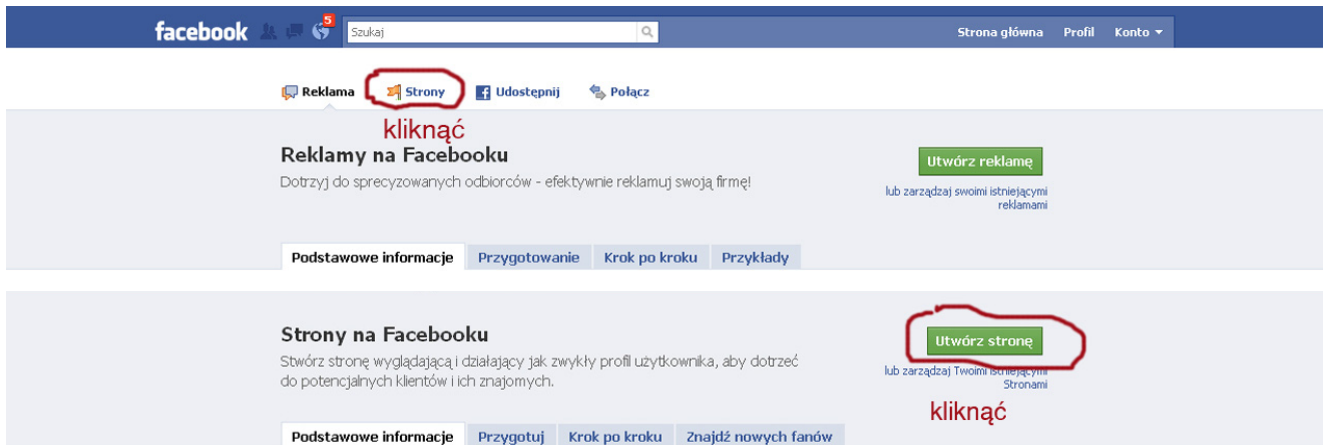 facebook 5 Szukaj Strona główna Profil Konto
Reklama Strony Udostępnij Połącz
kliknąć
Reklamy na Facebooku
Utwórz reklamę
Dotrzyj do sprecyzowanych odbiorców - efektywnie reklamuj swoją firmę!
lub zarządzaj swoimi istniejącymi
reklamami
Podstawowe informacje Przygotowanie Krok po kroku Przykłady
Strony na Facebooku
Utwórz stronę
Stwórz stronę wyglądającą i działający jak zwykły profil użytkownika, aby dotrzeć
do potencjalnych klientów i ich znajomych.
lub zarządzaj Twoimi istniejącymi
Stronami
kliknąć
Podstawowe informacje Przygotuj Krok po kroku Znajdź nowych fanów